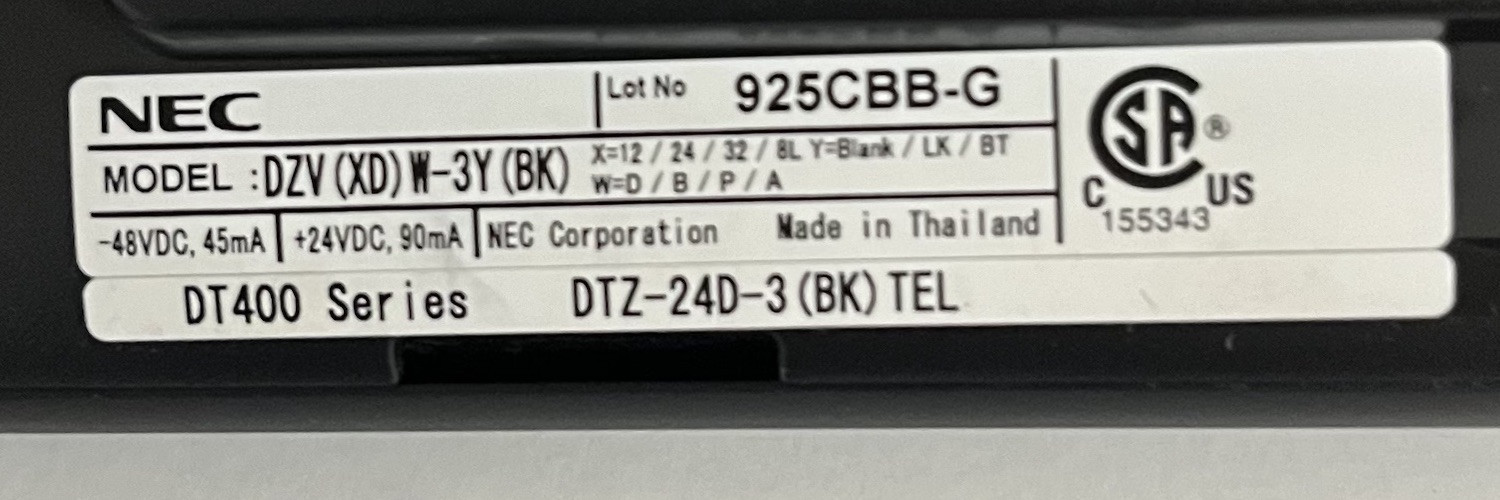 NEC
Lot No 925CBB-G
MODEL :DZV(XD)W-3Y(BK)
X=12 / 24 / 32 / 8L Y=Blank / LK / BT
W=D / B / P / A
-48VDC, 45mA
+24VDC, 90mA
NEC Corporation Made in Thailand
SA ®
C US
155343
DT400 Series DTZ-24D-3(BK)TEL